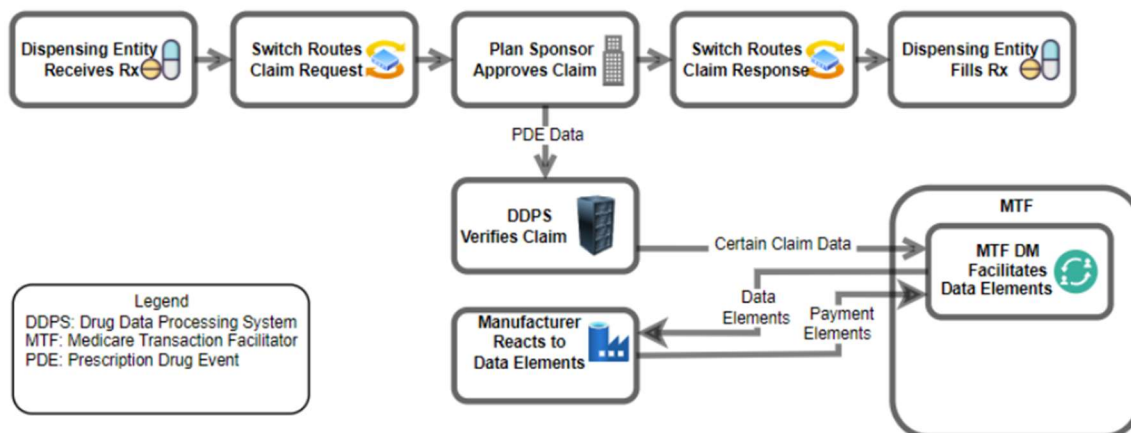 Dispensing Entity
Receives Rx
Switch Routes
Claim Request
Plan Sponsor
Approves Claim
Switch Routes
Claim Response
Dispensing Entity
Fills Rx
PDE Data
DDPS
Verifies Claim
Certain Claim Data
MTF
MTF DM
Facilitates
Data Elements
Data
Elements
Payment
Elements
Manufacturer
Reacts to
Data Elements
Legend
DDPS: Drug Data Processing System
MTF: Medicare Transaction Facilitator
PDE: Prescription Drug Event